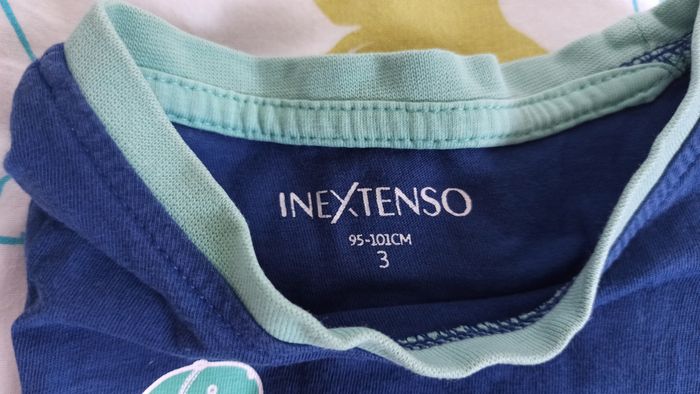 INEXTENSO
95-101CM
3